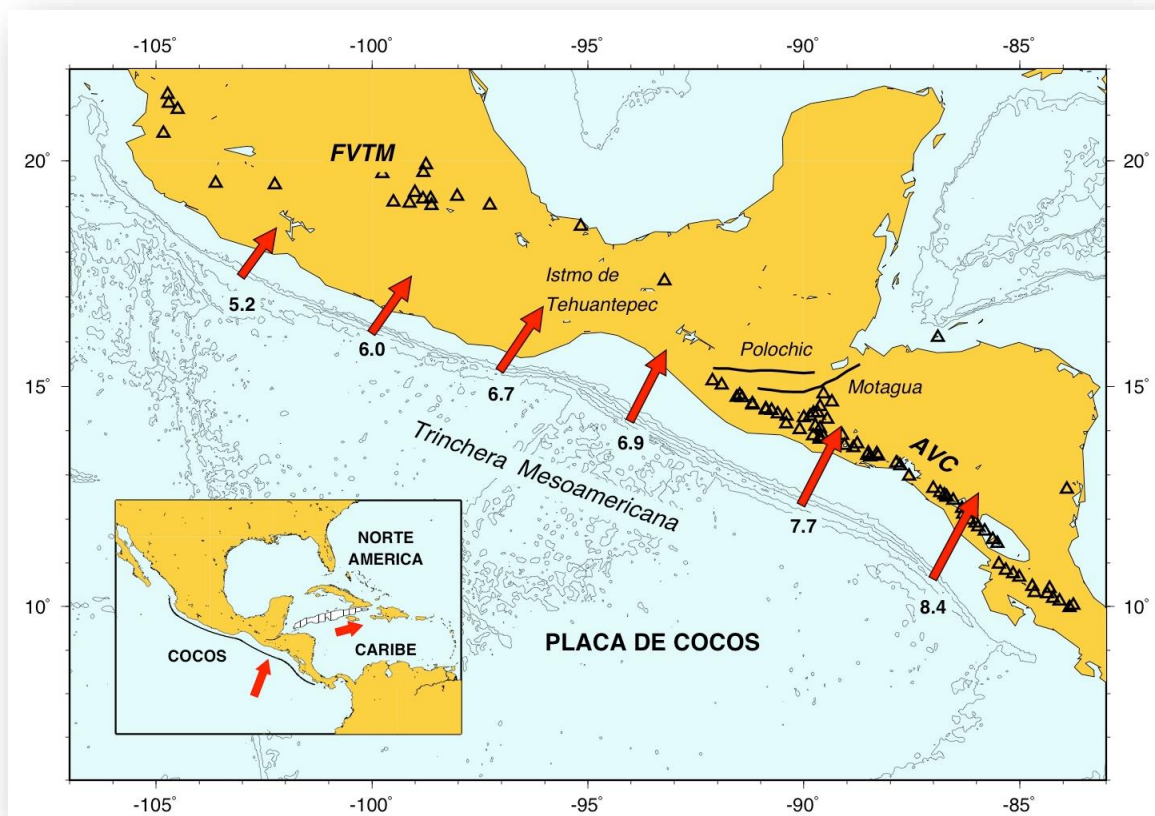 -105° -100° -95° -90° -85°
20° 20°
FVTM
Istmo de
Tehuantepec
5.2
6.0
Polochic
6.7
15° 15°
Motagua
6.9
Trinchera Mesoamericana
AVC
7.7
NORTE
AMERICA
10° 10°
8.4
PLACA DE COCOS
COCOS
CARIBE
-105° -100° -95° -90° -85°